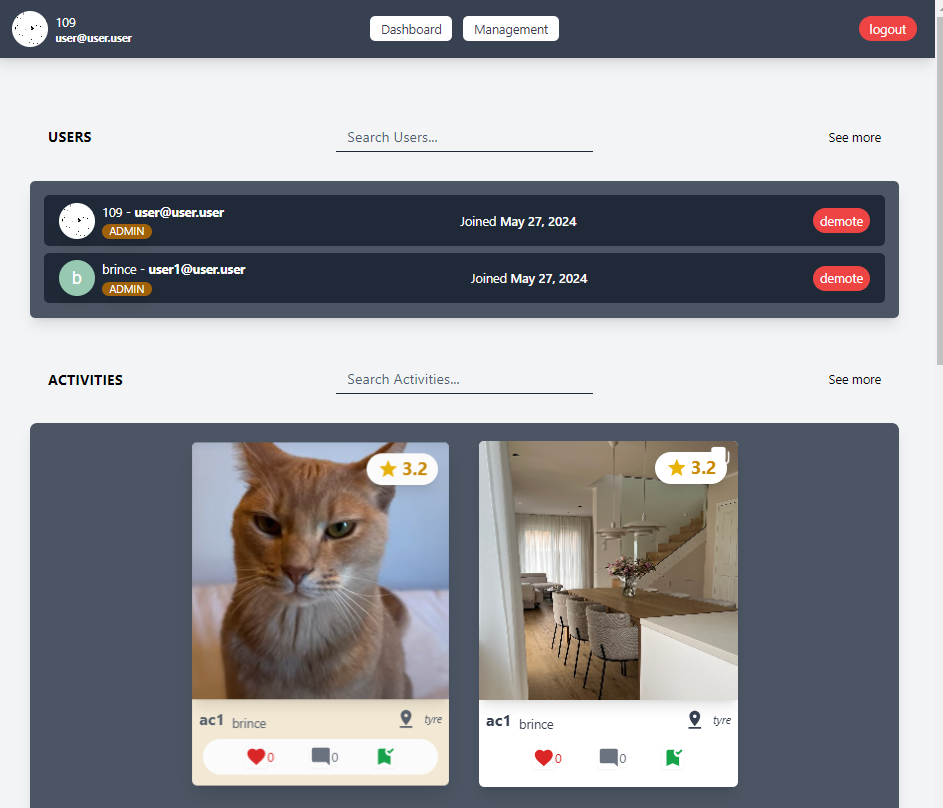 109
user@user.user
Dashboard
Management
logout
USERS
Search Users...
See more
109 - user@user.user
ADMIN
Joined May 27, 2024
demote
b
brince - user1@user.user
ADMIN
Joined May 27, 2024
demote
ACTIVITIES
Search Activities...
See more
3.2
3.2
ac1 brince
tyre
0
0
ac1 brince
tyre
0
0